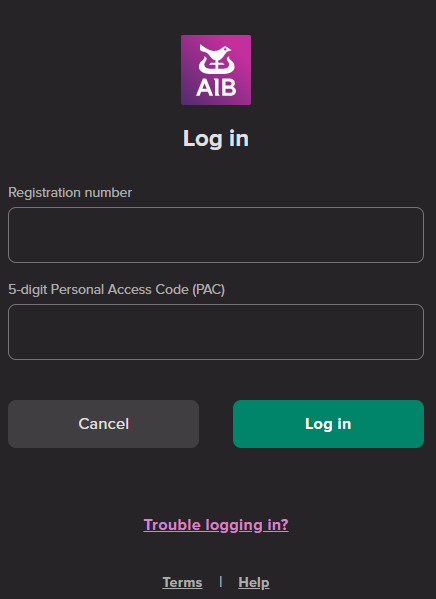 AIB
Log in
Registration number
5-digit Personal Access Code (PAC)
Cancel Log in
Trouble logging in?
Terms | Help